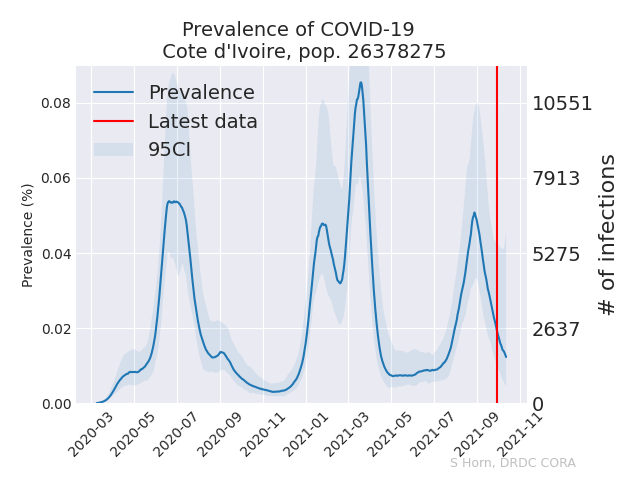 Prevalence of COVID-19
Cote d'Ivoire, pop. 26378275
Prevalence
Latest data
95CI
Prevalence (%)
0.08
0.06
0.04
0.02
0.00
10551
7913
5275
2637
0
# of infections
2020-03
2020-05
2020-07
2020-09
2020-11
2021-01
2021-03
2021-05
2021-07
2021-09
2021-11
S Horn, DRDC CORA